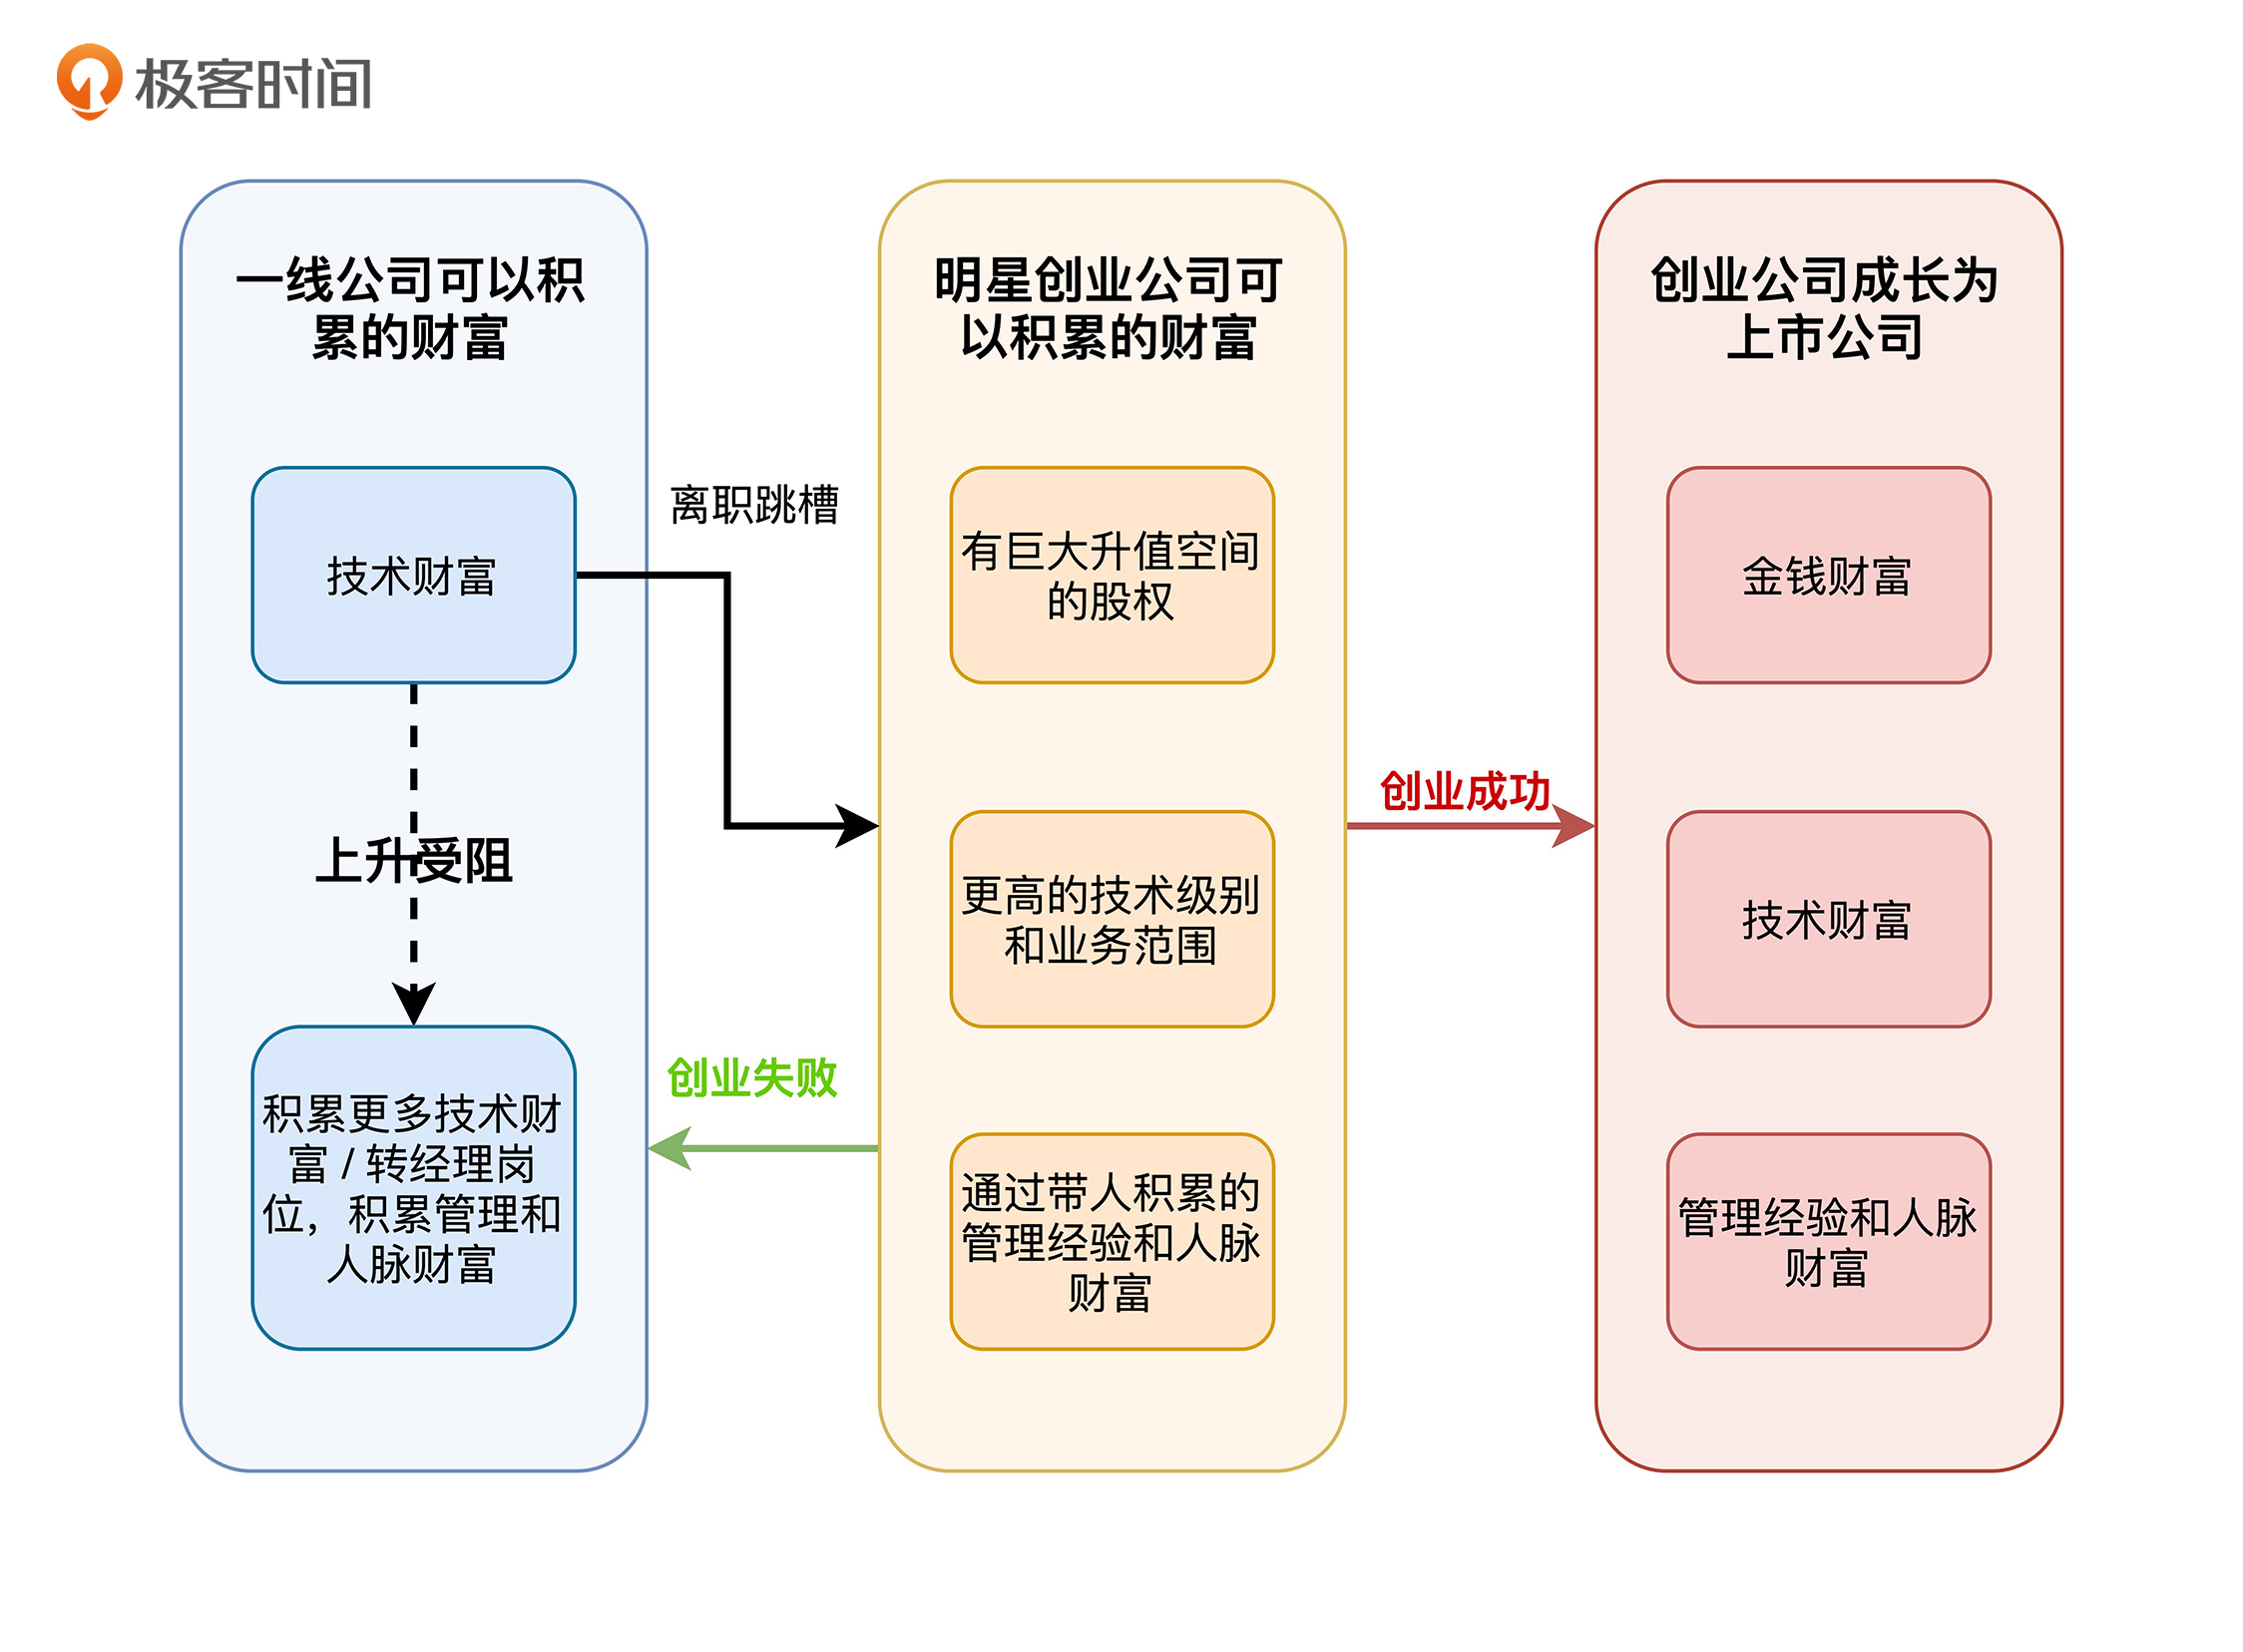 极客时间
一线公司可以积
累的财富
技术财富
上升受阻
积累更多技术财
富 / 转经理岗
位，积累管理和
人脉财富
离职跳槽
创业失败
明星创业公司可
以积累的财富
有巨大升值空间
的股权
更高的技术级别
和业务范围
通过带人积累的
管理经验和人脉
财富
创业成功
创业公司成长为
上市公司
金钱财富
技术财富
管理经验和人脉
财富